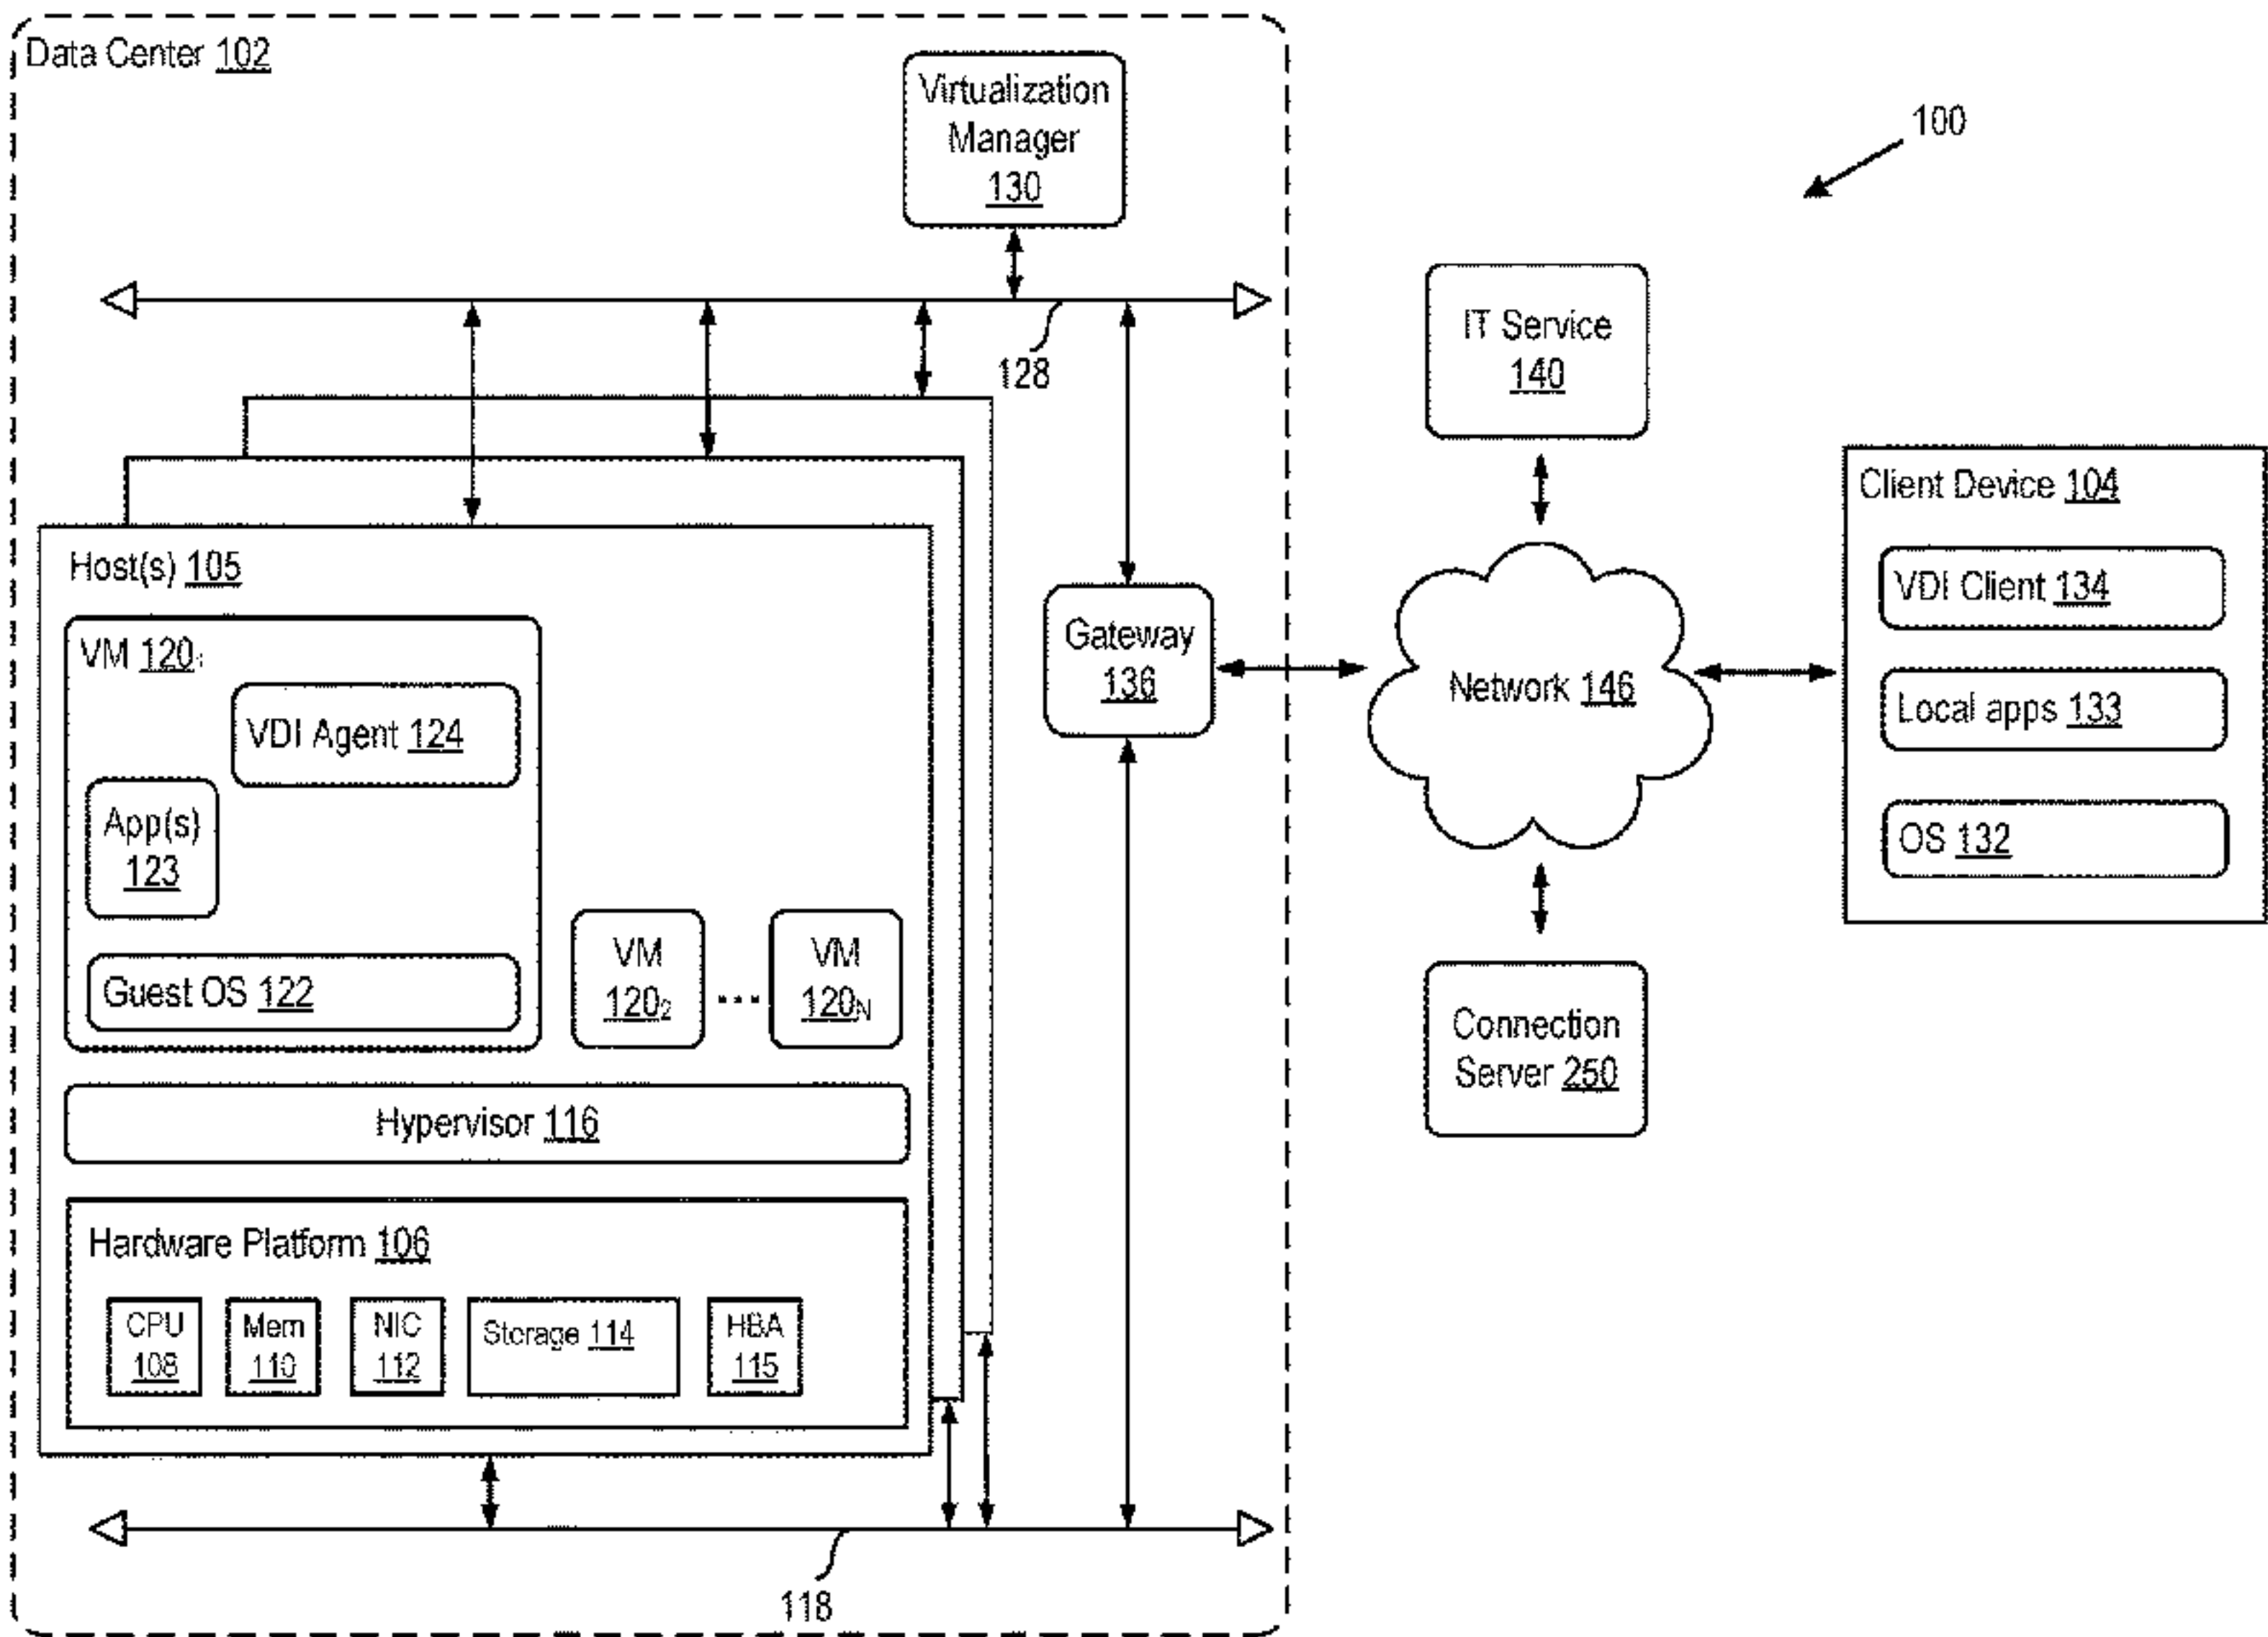 Data Center 102
Virtualization
Manager
130
100
128
IT Service
140
Client Device 104
VDI Client 134
Local apps 133
OS 132
Host(s) 105
VM 120₁
VDI Agent 124
App(s)
123
Guest OS 122
VM
120₂
...
VM
120N
Gateway
136
Network 146
Connection
Server 250
Hypervisor 116
Hardware Platform 106
CPU
108
Mem
110
NIC
112
Storage 114
HBA
115
118